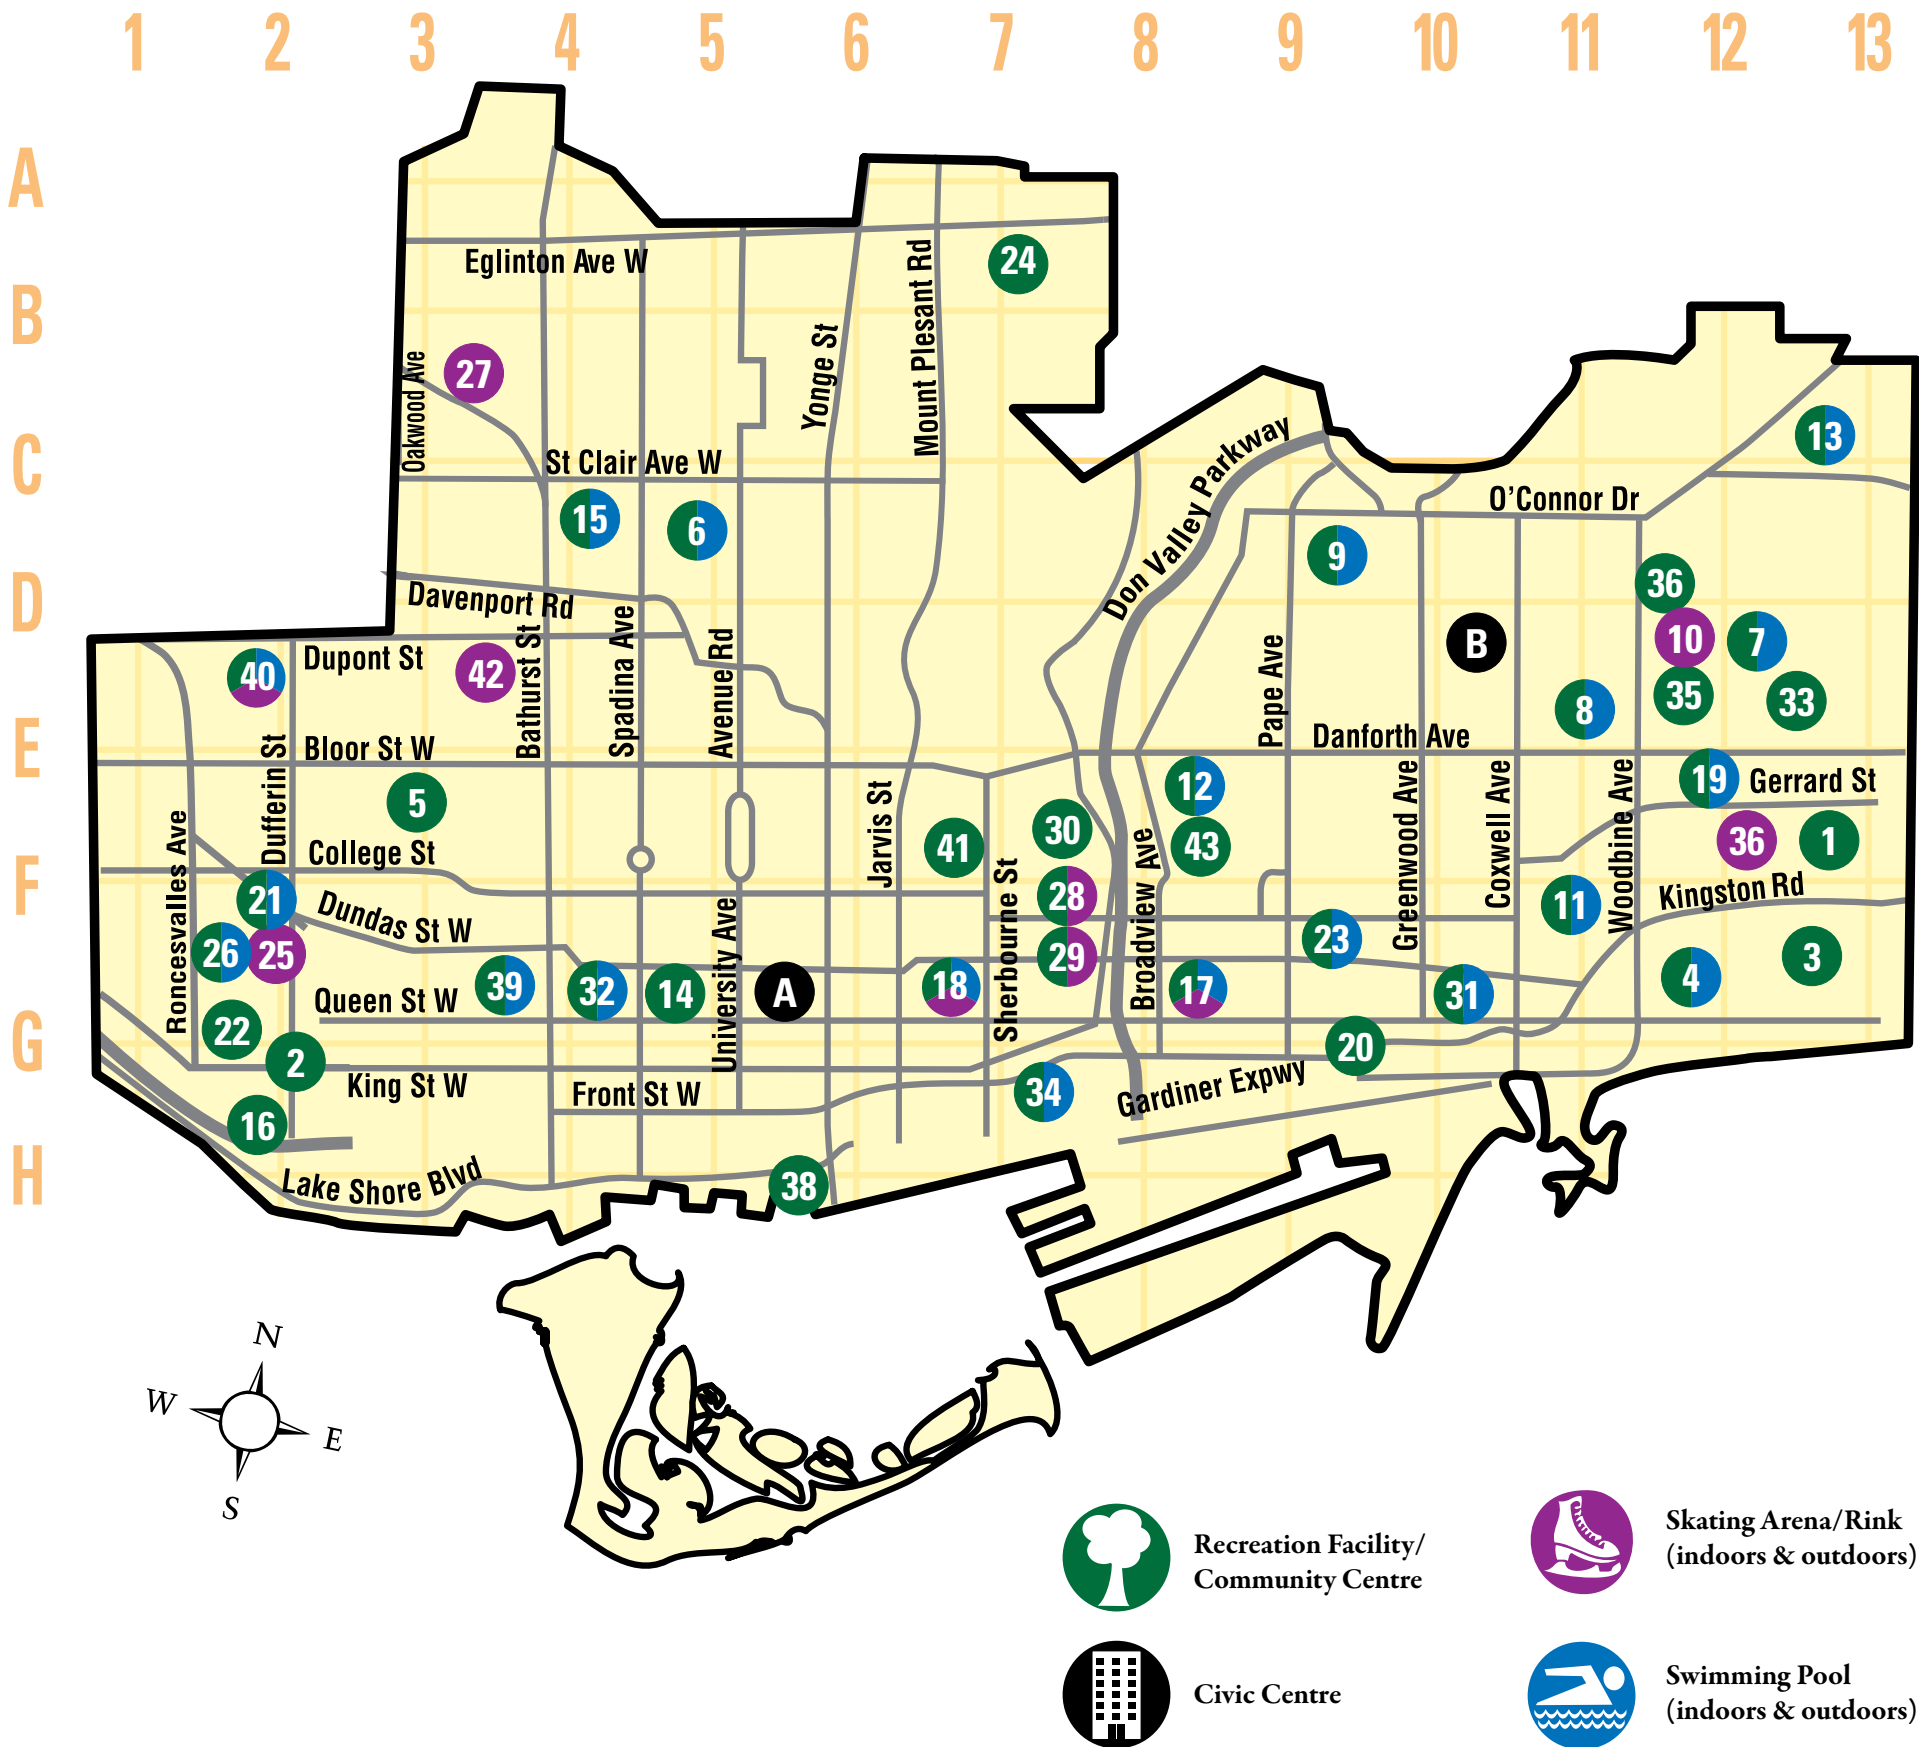 1 2 3 4 5 6 7 8 9 10 11 12 13
A
Eglinton Ave W
24
B
Mount Plesant Rd
Yonge St
27
Oakwood Ave
C
St Clair Ave W
13
Don Valley Parkway
O'Connor Dr
15
6
9
36
D
Davenport Rd
B
10
7
Dupont St
40
42
Bathurst St
Spadina Ave
Avenue Rd
Pape Ave
35
33
8
E
Bloor St W
Danforth Ave
Dufferin St
12
19
Gerrard St
5
Roncesvalles Ave
College St
Jarvis St
41
30
43
Greenwood Ave
Coxwell Ave
Woodbine Ave
36
1
F
21
Dundas St W
28
Sherbourne St
Broadview Ave
11
Kingston Rd
26
25
29
23
3
University Ave
39
32
14
A
18
17
31
4
Queen St W
22
G
2
20
King St W
Front St W
34
Gardiner Expwy
16
H
Lake Shore Blvd
38
N
W
E
S
Recreation Facility/
Community Centre
Skating Arena/Rink
(indoors & outdoors)
Civic Centre
Swimming Pool
(indoors & outdoors)